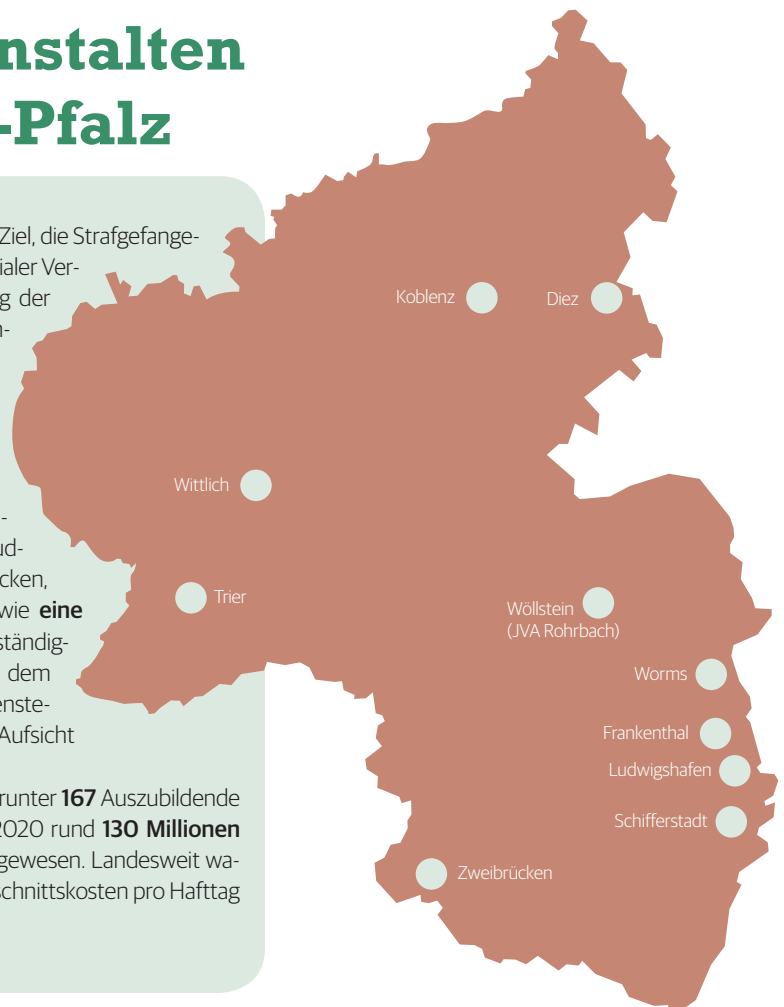 nstalten
-Pfalz
Ziel, die Strafgefange-
ialer Ver-
g der
n-
-
ud-
cken,
wie eine
ständig-
dem
enste-
Aufsicht
runter 167 Auszubildende
2020 rund 130 Millionen
gewesen. Landesweit wa-
schnittskosten pro Hafttag
Koblenz
Diez
Wittlich
Trier
Wöllstein
(JVA Rohrbach)
Worms
Frankenthal
Ludwigshafen
Schifferstadt
Zweibrücken